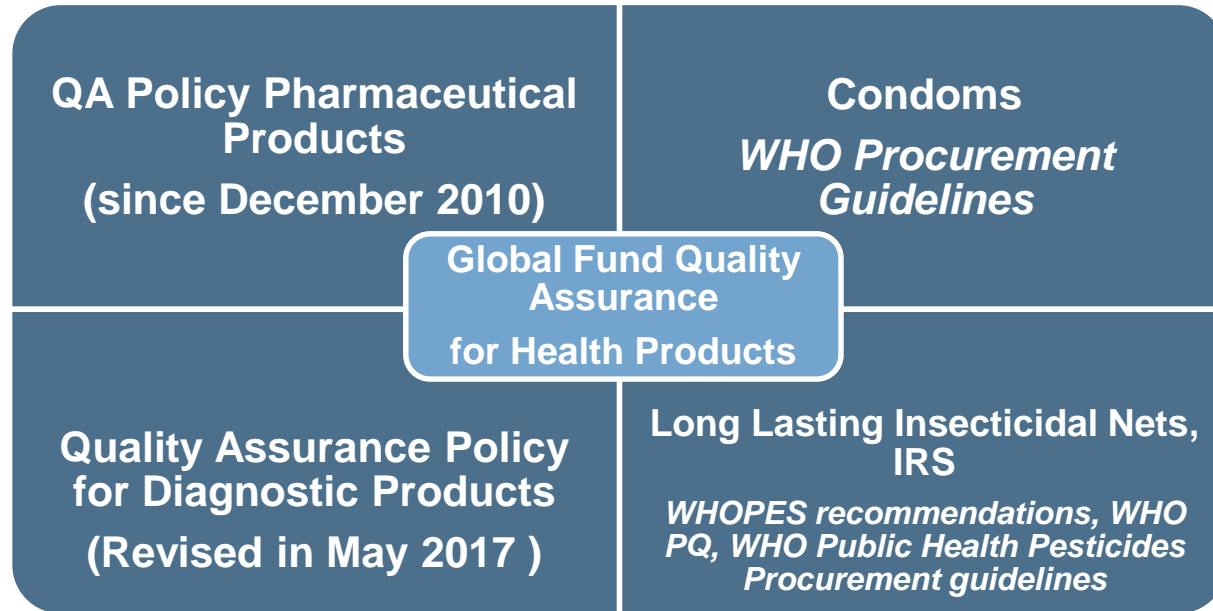 QA Policy Pharmaceutical
Products
(since December 2010)
Condoms
WHO Procurement
Guidelines
Global Fund Quality
Assurance
for Health Products
Quality Assurance Policy
for Diagnostic Products
(Revised in May 2017 )
Long Lasting Insecticidal Nets,
IRS
WHOPES recommendations, WHO
PQ, WHO Public Health Pesticides
Procurement guidelines